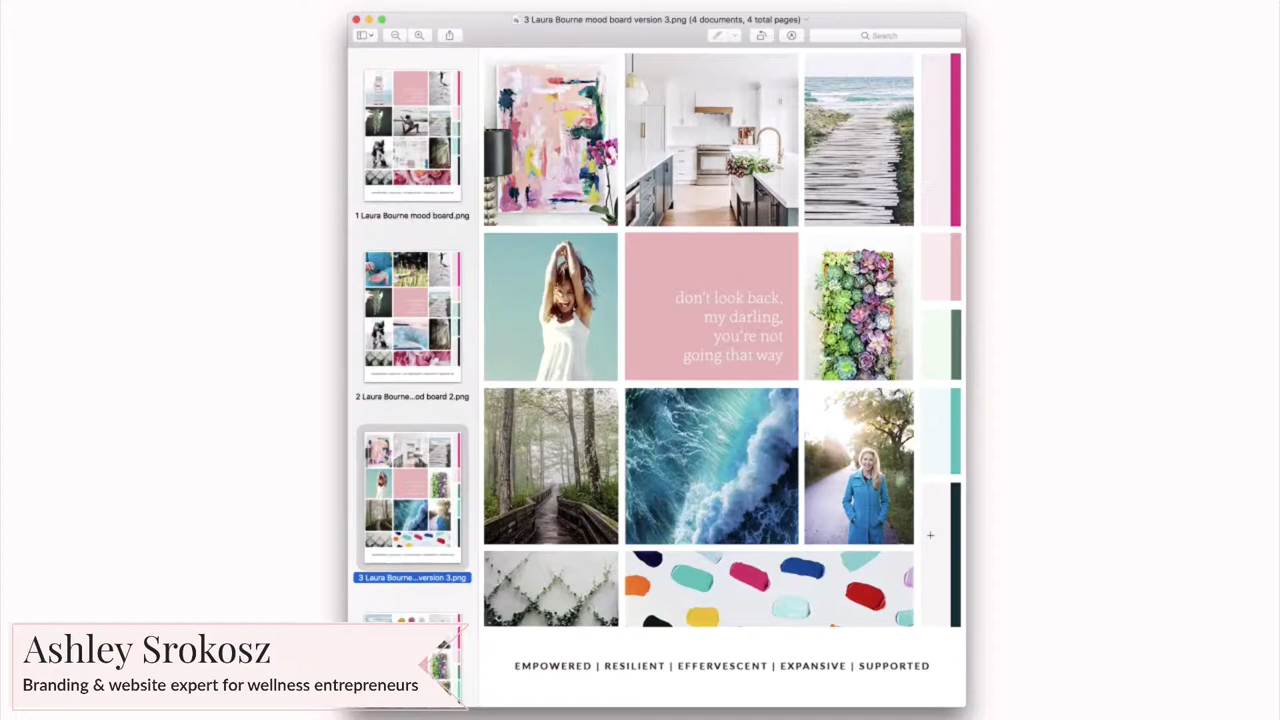 3 Laura Bourne mood board version 3.png (4 documents, 4 total pages)
Search
1 Laura Bourne mood board.png
2 Laura Bourne...od board 2.png
3 Laura Bourne...version 3.png
don't look back,
my darling,
you're not
going that way
EMPOWERED | RESILIENT | EFFERVESCENT | EXPANSIVE | SUPPORTED
Ashley Srokosz
Branding & website expert for wellness entrepreneurs